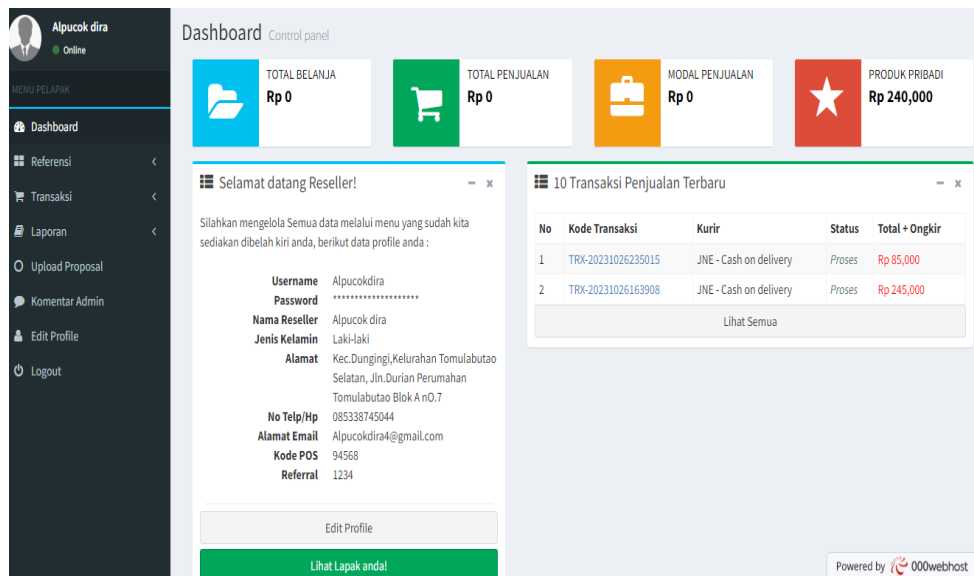 Alpucok dira
Online
MENU PELAPAK
Dashboard
Referensi
Transaksi
Laporan
Upload Proposal
Komentar Admin
Edit Profile
Logout
Dashboard Control panel
TOTAL BELANJA
Rp 0
TOTAL PENJUALAN
Rp 0
MODAL PENJUALAN
Rp 0
PRODUK PRIBADI
Rp 240,000
Selamat datang Reseller!
Silahkan mengelola Semua data melalui menu yang sudah kita
sediakan dibelah kiri anda, berikut data profile anda :
Username Alpucokdira
Password ********************
Nama Reseller Alpucok dira
Jenis Kelamin Laki-laki
Alamat Kec.Dungingi,Kelurahan Tomulabutao
Selatan, Jln.Durian Perumahan
Tomulabutao Blok A nO.7
No Telp/Hp 085338745044
Alamat Email Alpucokdira4@gmail.com
Kode POS 94568
Referral 1234
Edit Profile
Lihat Lapak anda!
10 Transaksi Penjualan Terbaru
No Kode Transaksi Kurir Status Total + Ongkir
1 TRX-20231026235015 JNE - Cash on delivery Proses Rp 85,000
2 TRX-20231026163908 JNE - Cash on delivery Proses Rp 245,000
Lihat Semua
Powered by 000webhost